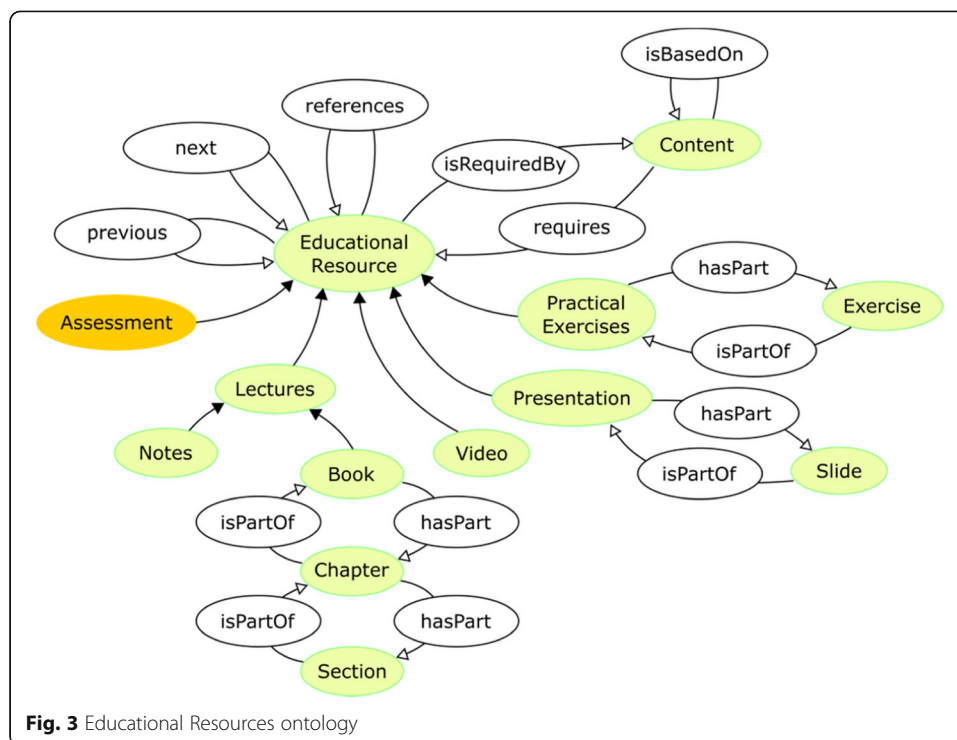 isBasedOn
references
next
Content
isRequiredBy
previous
requires
Educational
Resource
hasPart
Practical
Exercises
Exercise
Assessment
isPartOf
Lectures
Presentation
hasPart
Notes
Video
isPartOf
Slide
Book
isPartOf
hasPart
Chapter
isPartOf
hasPart
Section
Fig. 3 Educational Resources ontology